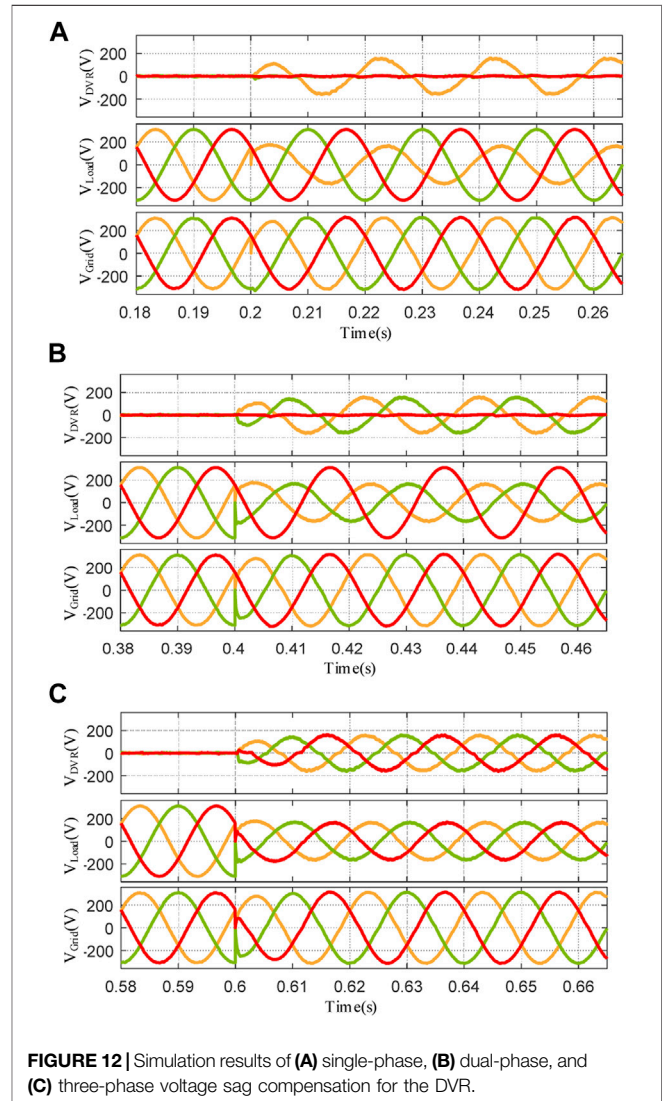 A
V_DVR(V)
200
0
-200
V_Load(V)
200
0
-200
V_Grid(V)
200
0
-200
0.18 0.19 0.2 0.21 0.22 0.23 0.24 0.25 0.26
Time(s)
B
V_DVR(V)
200
0
-200
V_Load(V)
200
0
-200
V_Grid(V)
200
0
-200
0.38 0.39 0.4 0.41 0.42 0.43 0.44 0.45 0.46
Time(s)
C
V_DVR(V)
200
0
-200
V_Load(V)
200
0
-200
V_Grid(V)
200
0
-200
0.58 0.59 0.6 0.61 0.62 0.63 0.64 0.65 0.66
Time(s)
FIGURE 12 | Simulation results of (A) single-phase, (B) dual-phase, and
(C) three-phase voltage sag compensation for the DVR.